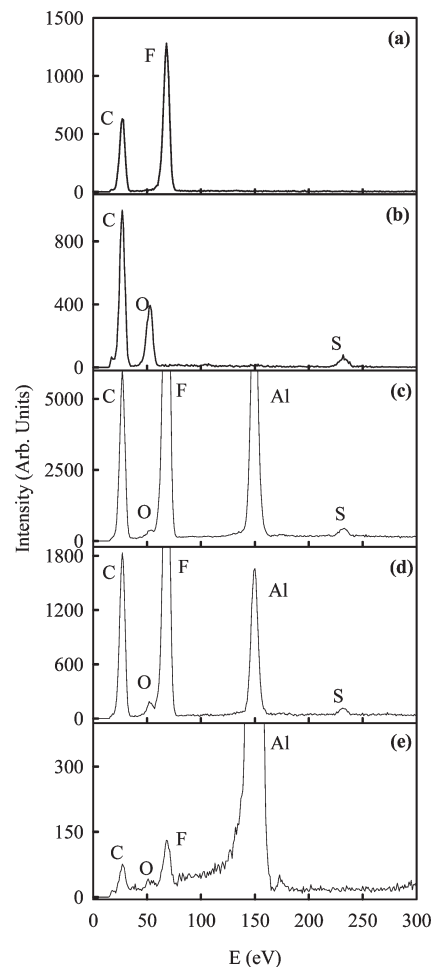 1500
(a)
F
1000
C
500
0
C
(b)
800
O
400
S
0
C
F
(c)
5000
Al
2500
O
S
0
1800
C
F
(d)
Al
1200
600
O
S
0
(e)
300
Al
150
C
O
F
0
0 50 100 150 200 250 300
E (eV)
Intensity (Arb. Units)